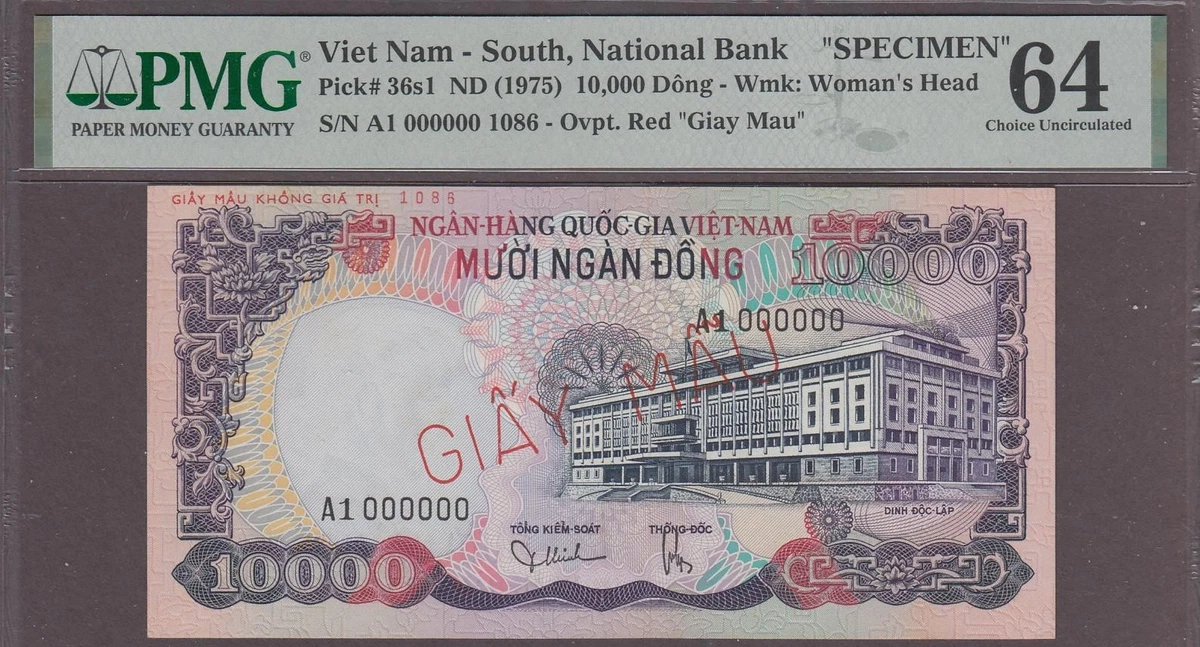 PMG®
PAPER MONEY GUARANTY
Viet Nam - South, National Bank "SPECIMEN"
Pick# 36s1 ND (1975) 10,000 Dông - Wmk: Woman's Head
S/N A1 000000 1086 - Ovpt. Red "Giay Mau"
64
Choice Uncirculated
GIẤY MẪU KHÔNG GIÁ TRỊ 1086
NGÂN-HÀNG QUỐC-GIA VIỆT-NAM
MƯỜI NGÀN ĐỒNG
10000
A1 000000
GIẤY MẪU
A1 000000
TỔNG KIỂM-SOÁT
THỐNG-ĐỐC
DINH ĐỘC-LẬP
10000